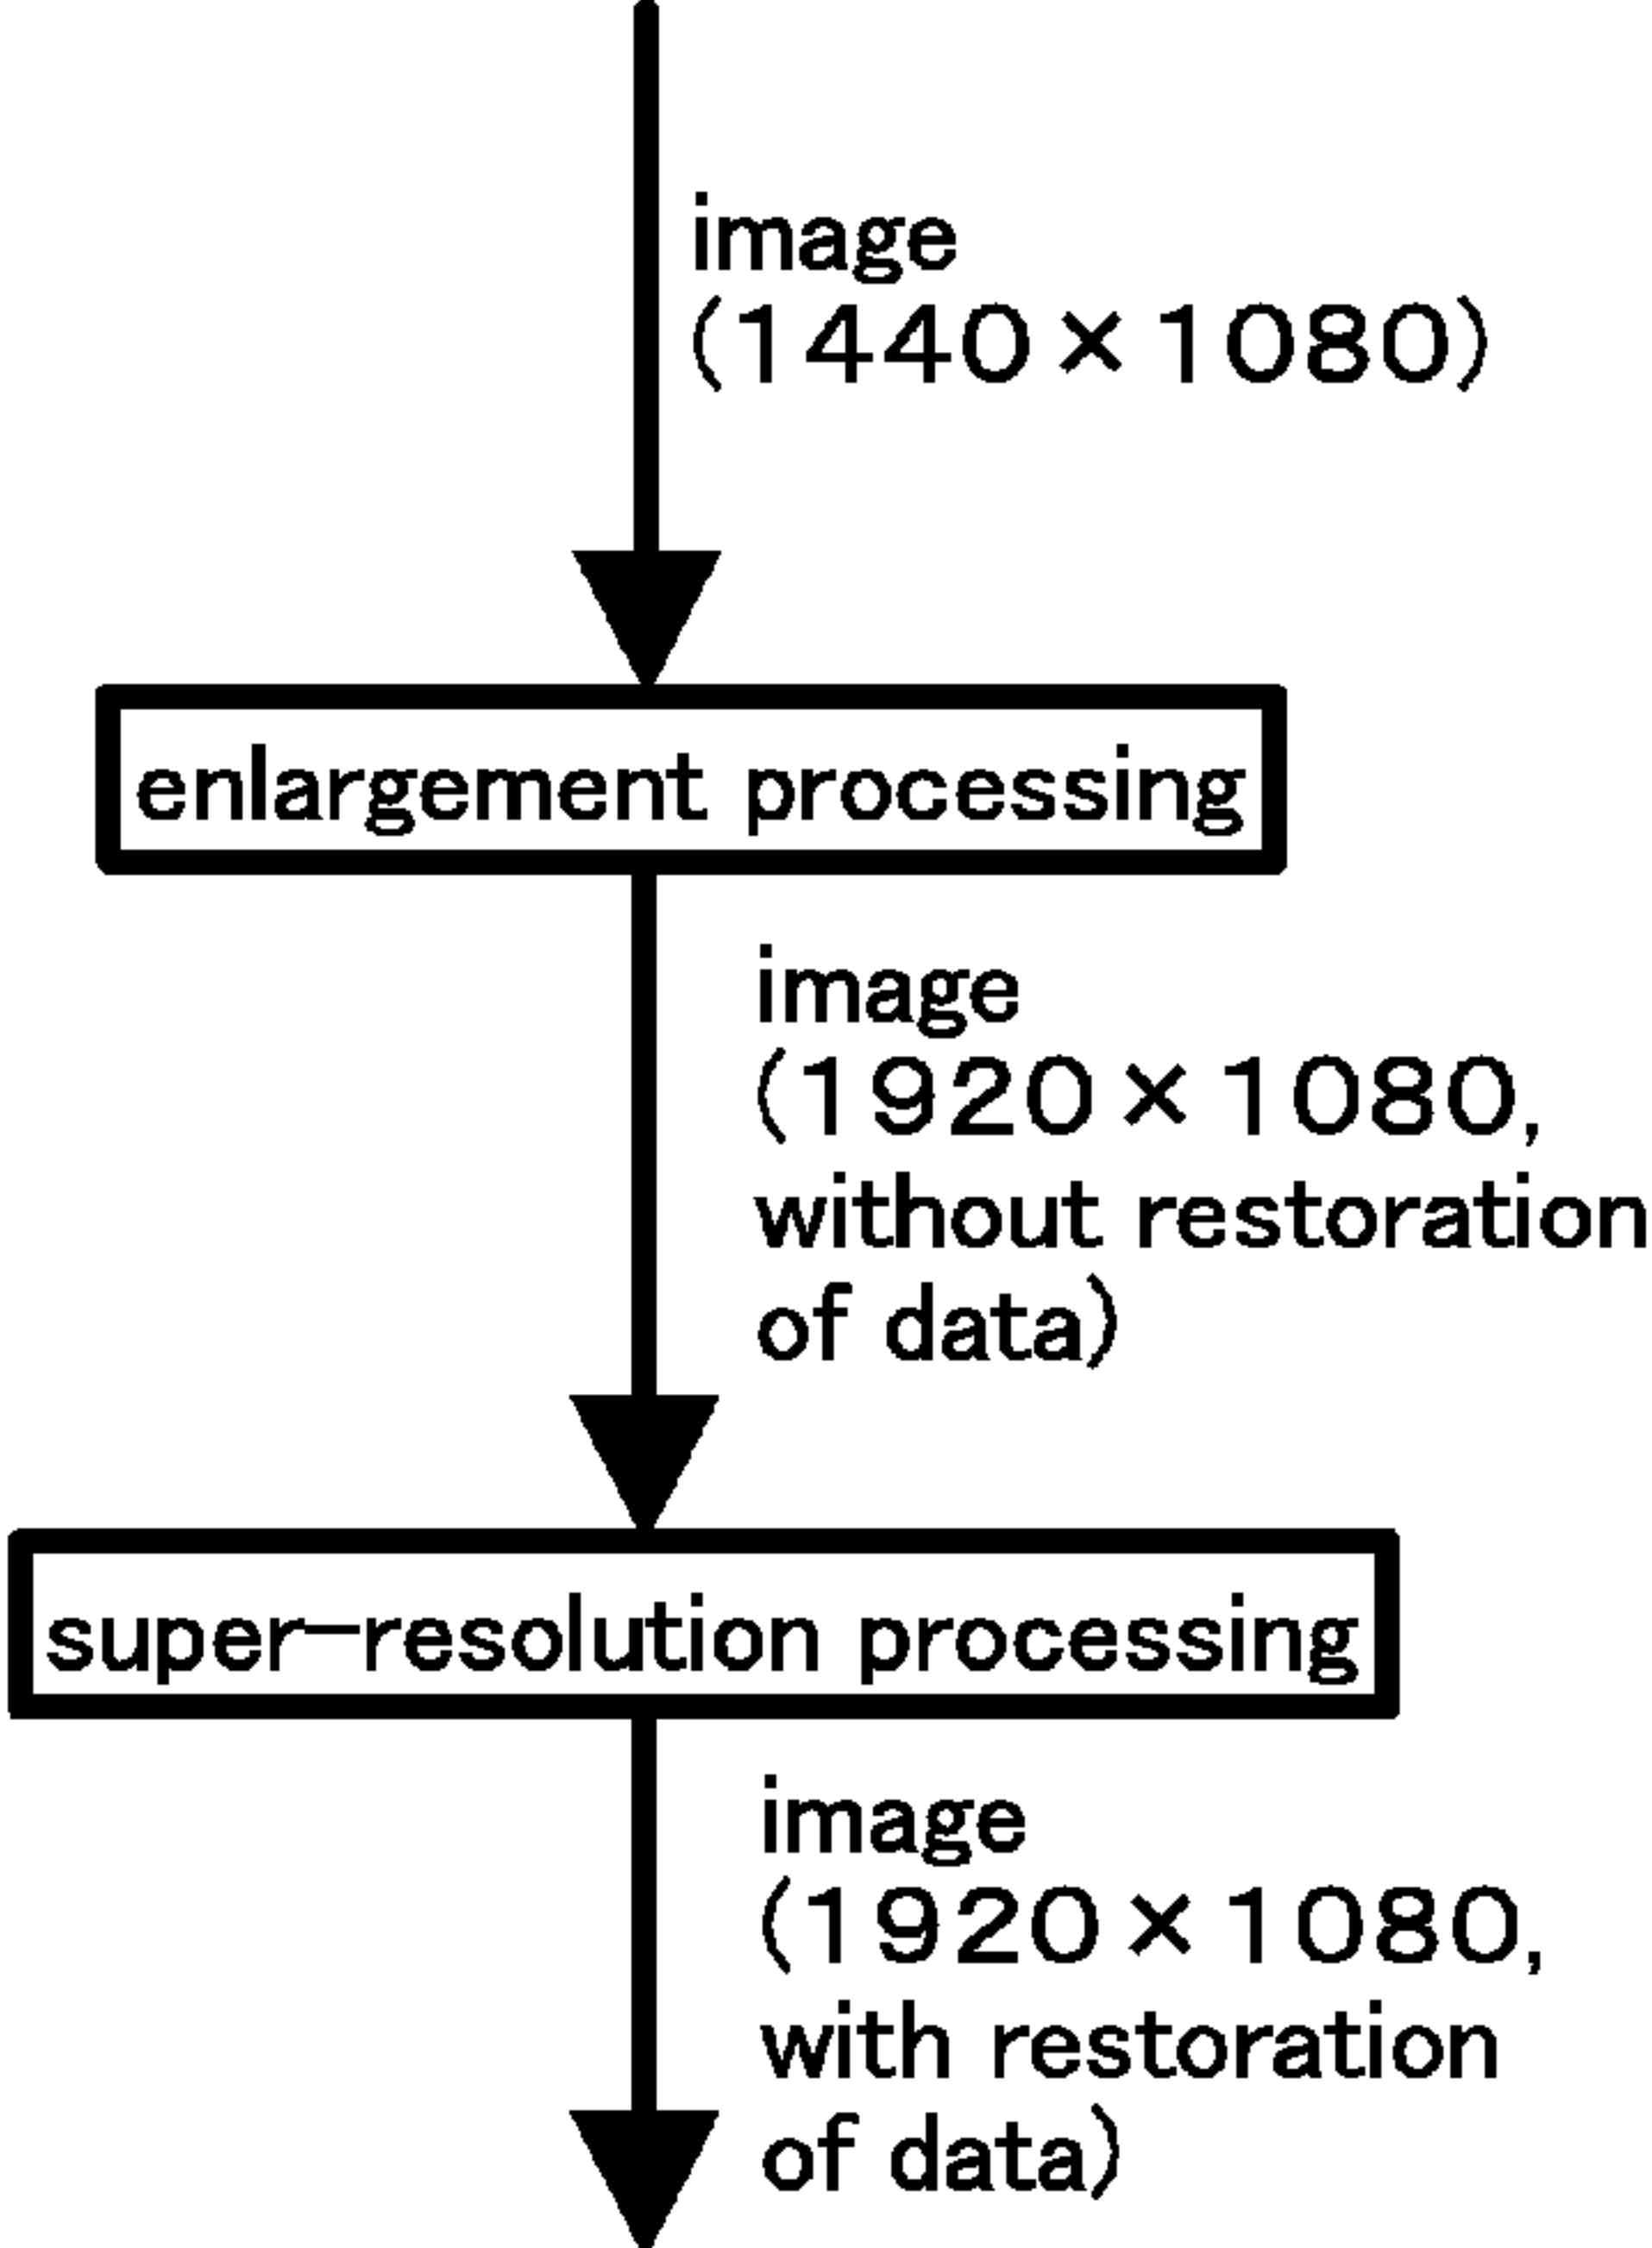 image
(1440×1080)
enlargement processing
image
(1920×1080,
without restoration
of data)
super-resolution processing
image
(1920×1080,
with restoration
of data)